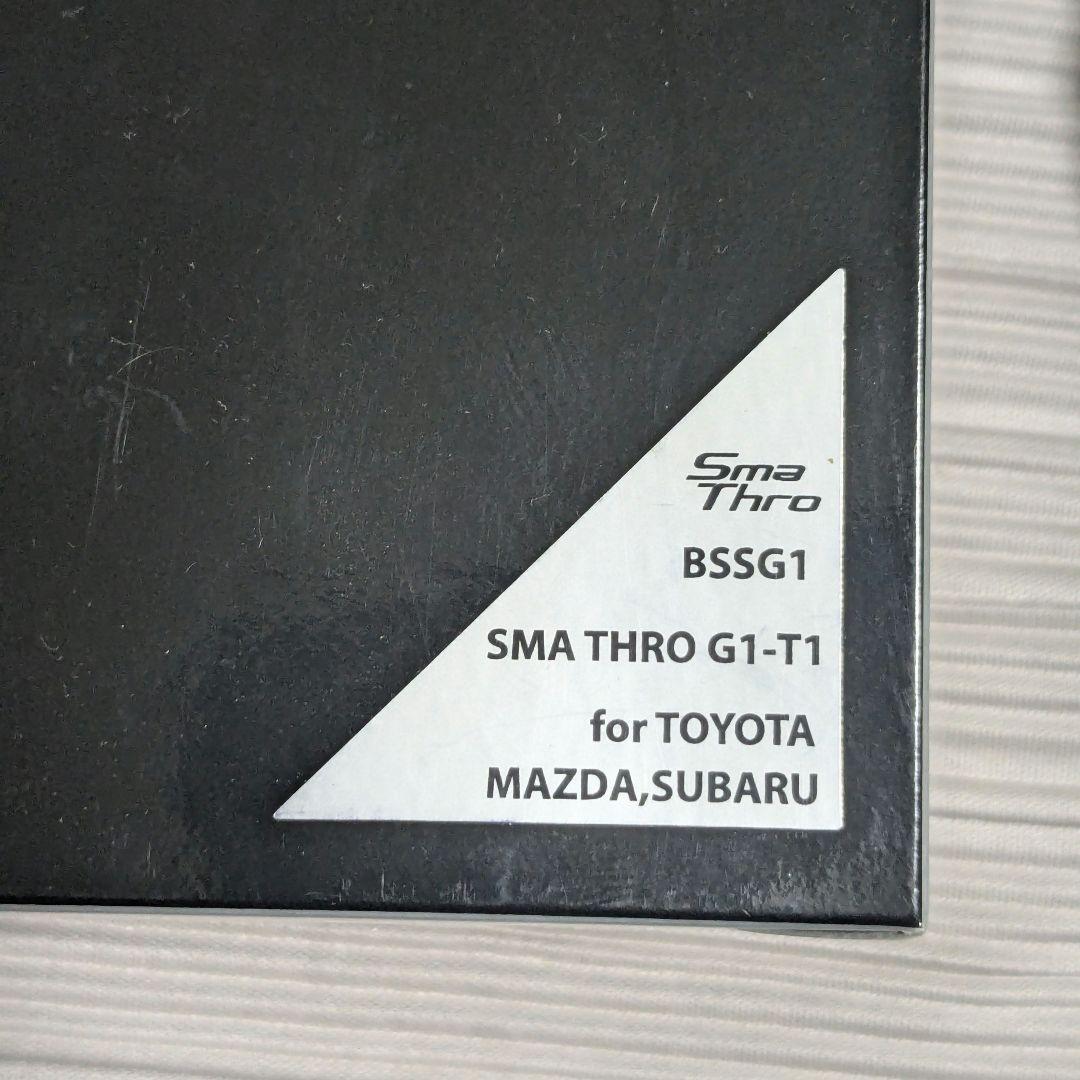 Sma
Thro
BSSG1
SMA THRO G1-T1
for TOYOTA
MAZDA,SUBARU